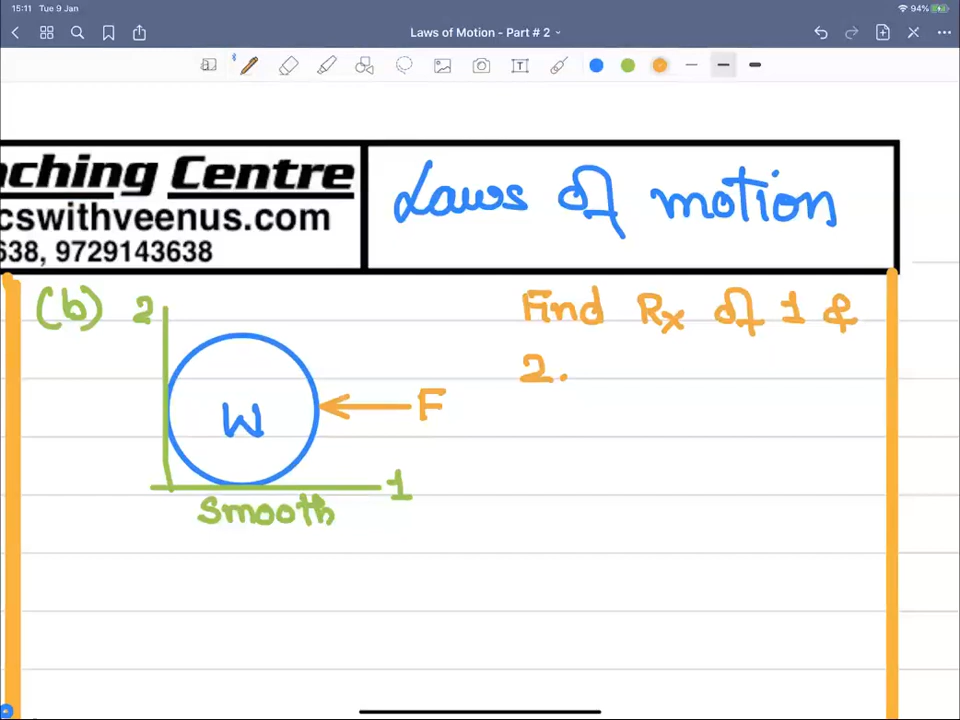 15:11 Tue 9 Jan
94%
Laws of Motion - Part # 2
T
aching Centre
cswithveenus.com
638, 9729143638
Laws of motion
(b) 2
Find Rx of 1 &
2.
W
F
1
Smooth